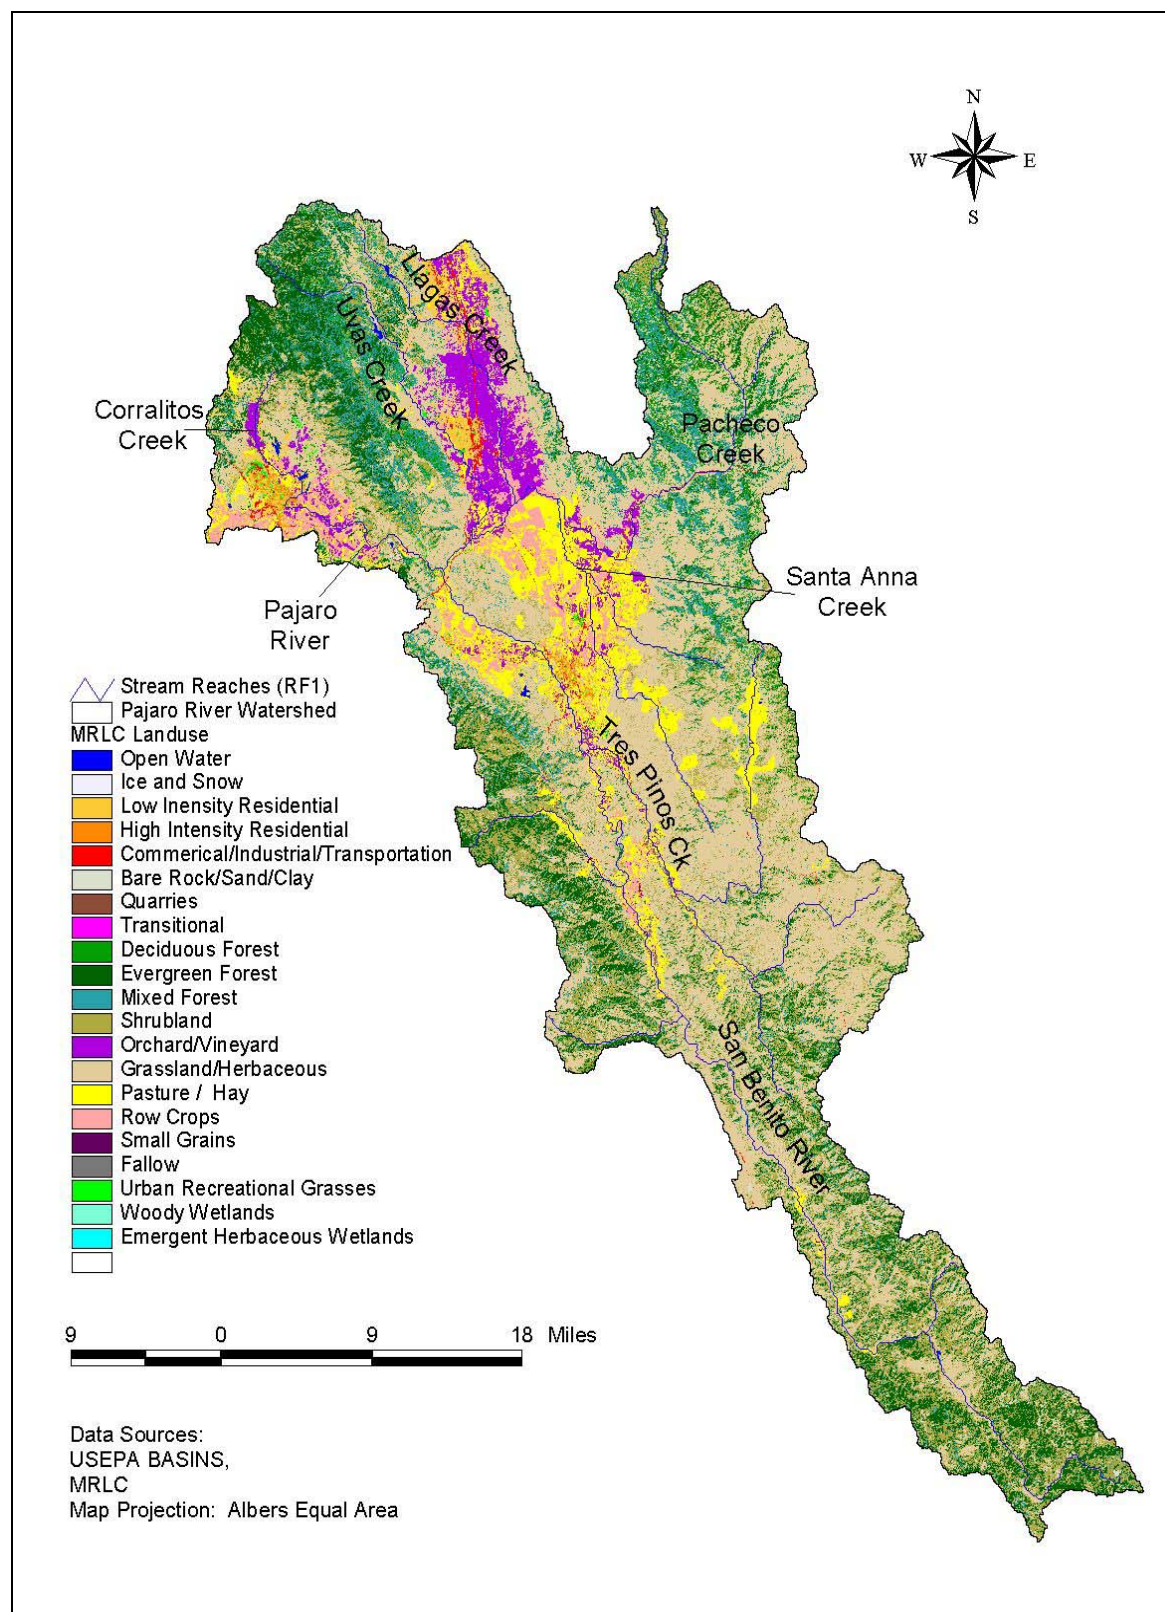 N
W
E
S
Llagas Creek
Uvas Creek
Corralitos
Creek
Pacheco
Creek
Santa Anna
Creek
Pajaro
River
Tres Pinos Ck
San Benito River
Stream Reaches (RF1)
Pajaro River Watershed
MRLC Landuse
Open Water
Ice and Snow
Low Inensity Residential
High Intensity Residential
Commerical/Industrial/Transportation
Bare Rock/Sand/Clay
Quarries
Transitional
Deciduous Forest
Evergreen Forest
Mixed Forest
Shrubland
Orchard/Vineyard
Grassland/Herbaceous
Pasture / Hay
Row Crops
Small Grains
Fallow
Urban Recreational Grasses
Woody Wetlands
Emergent Herbaceous Wetlands
9 0 9 18 Miles
Data Sources:
USEPA BASINS,
MRLC
Map Projection: Albers Equal Area